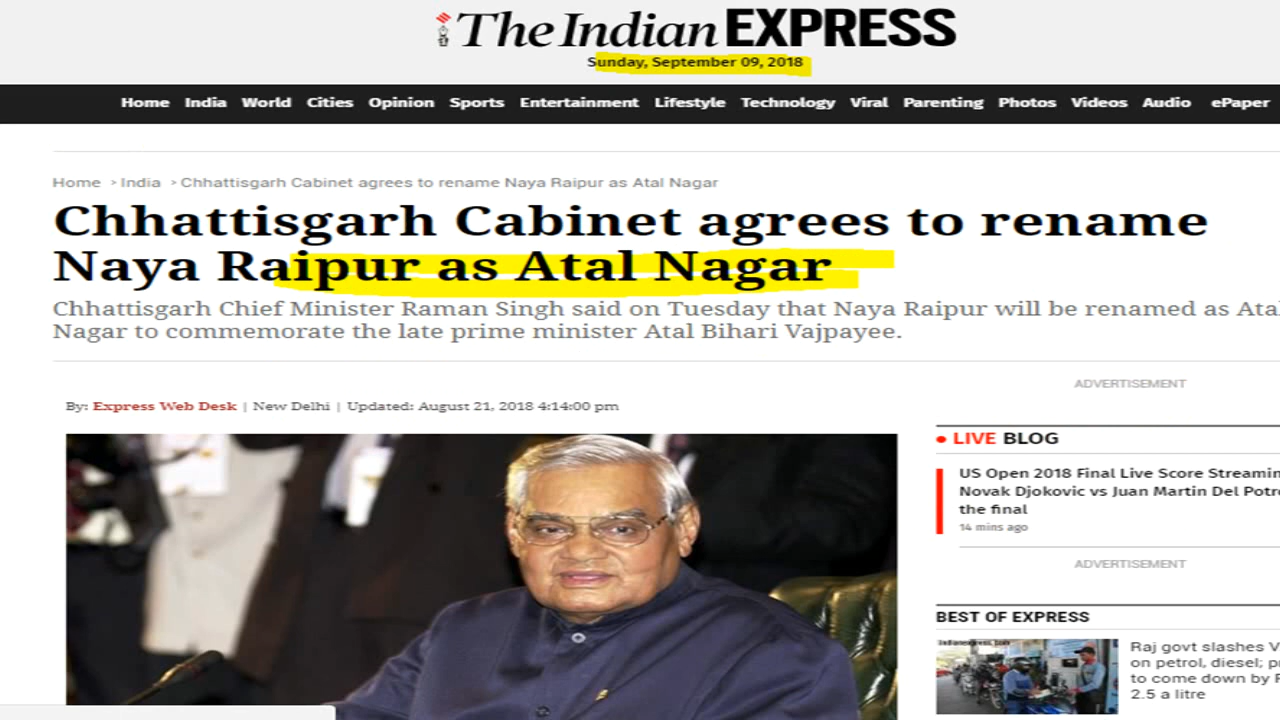 The Indian EXPRESS
Sunday, September 09, 2018
Home India World Cities Opinion Sports Entertainment Lifestyle Technology Viral Parenting Photos Videos Audio ePaper
Home > India > Chhattisgarh Cabinet agrees to rename Naya Raipur as Atal Nagar
Chhattisgarh Cabinet agrees to rename
Naya Raipur as Atal Nagar
Chhattisgarh Chief Minister Raman Singh said on Tuesday that Naya Raipur will be renamed as Atal
Nagar to commemorate the late prime minister Atal Bihari Vajpayee.
ADVERTISEMENT
By: Express Web Desk | New Delhi | Updated: August 21, 2018 4:14:00 pm
LIVE BLOG
US Open 2018 Final Live Score Streamin
Novak Djokovic vs Juan Martin Del Potr
the final
14 mins ago
ADVERTISEMENT
BEST OF EXPRESS
Raj govt slashes V
on petrol, diesel; p
to come down by
2.5 a litre